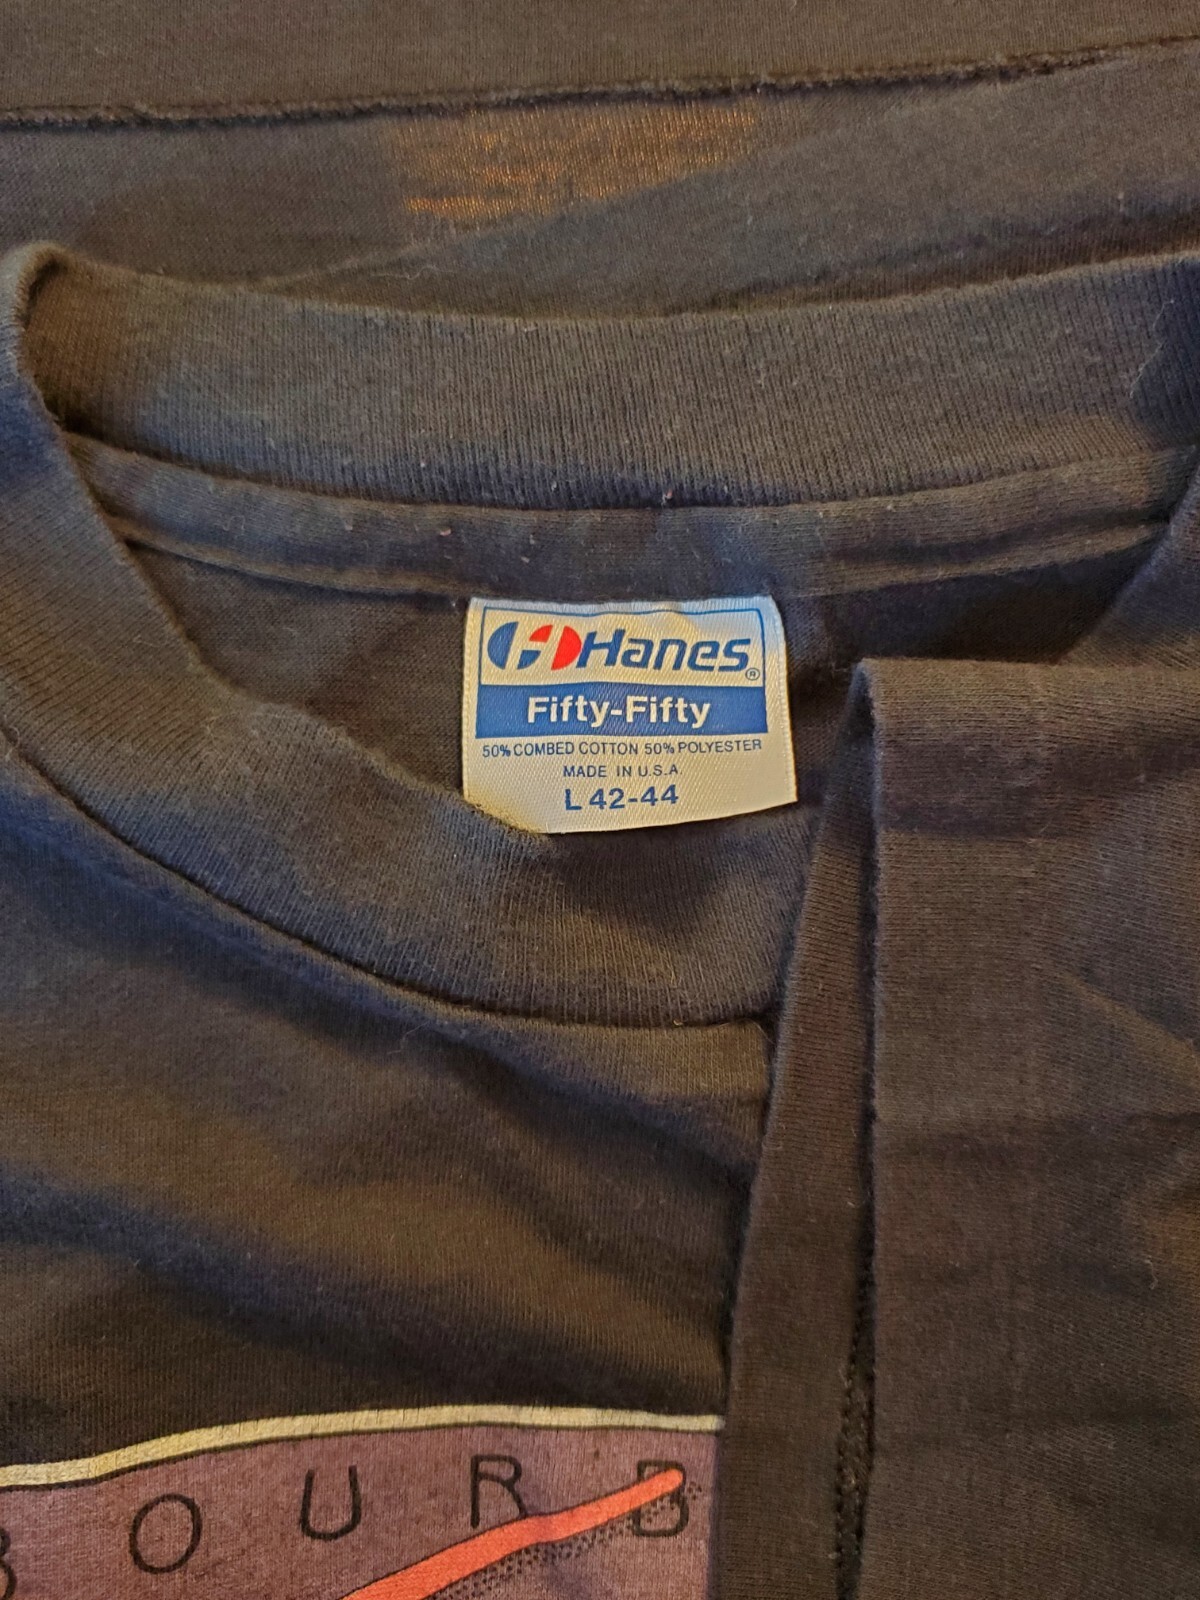 Hanes®
Fifty-Fifty
50% COMBED COTTON 50% POLYESTER
MADE IN U.S.A.
L 42-44
B O U R B